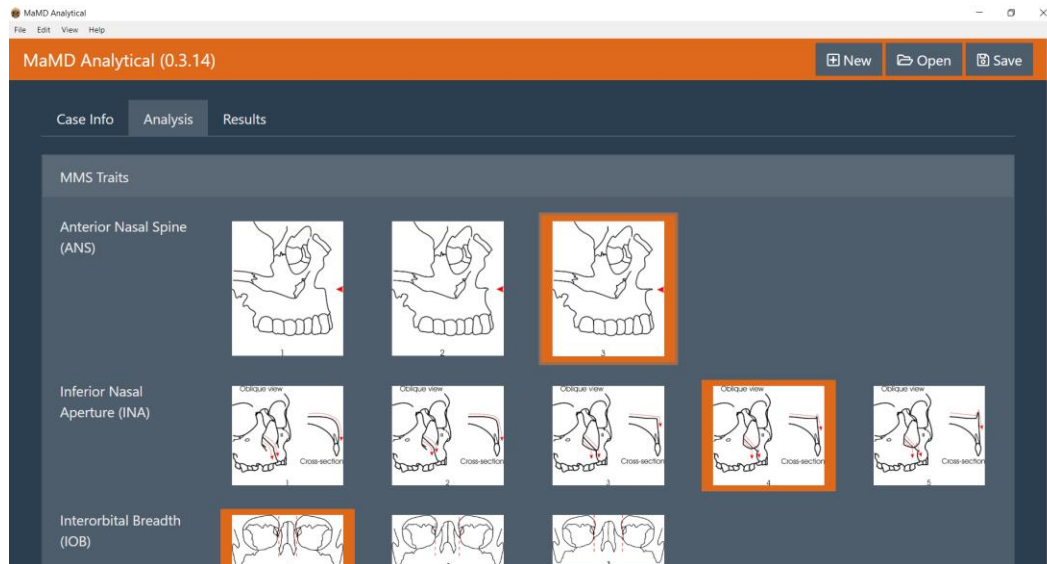 MaMD Analytical
File Edit View Help
MaMD Analytical (0.3.14)
New Open Save
Case Info Analysis Results
MMS Traits
Anterior Nasal Spine
(ANS)
1 2 3
Inferior Nasal
Aperture (INA)
Oblique view Oblique view Oblique view Oblique view Oblique view
Cross-section Cross-section Cross-section Cross-section Cross-section
1 2 3 4 5
Interorbital Breadth
(IOB)